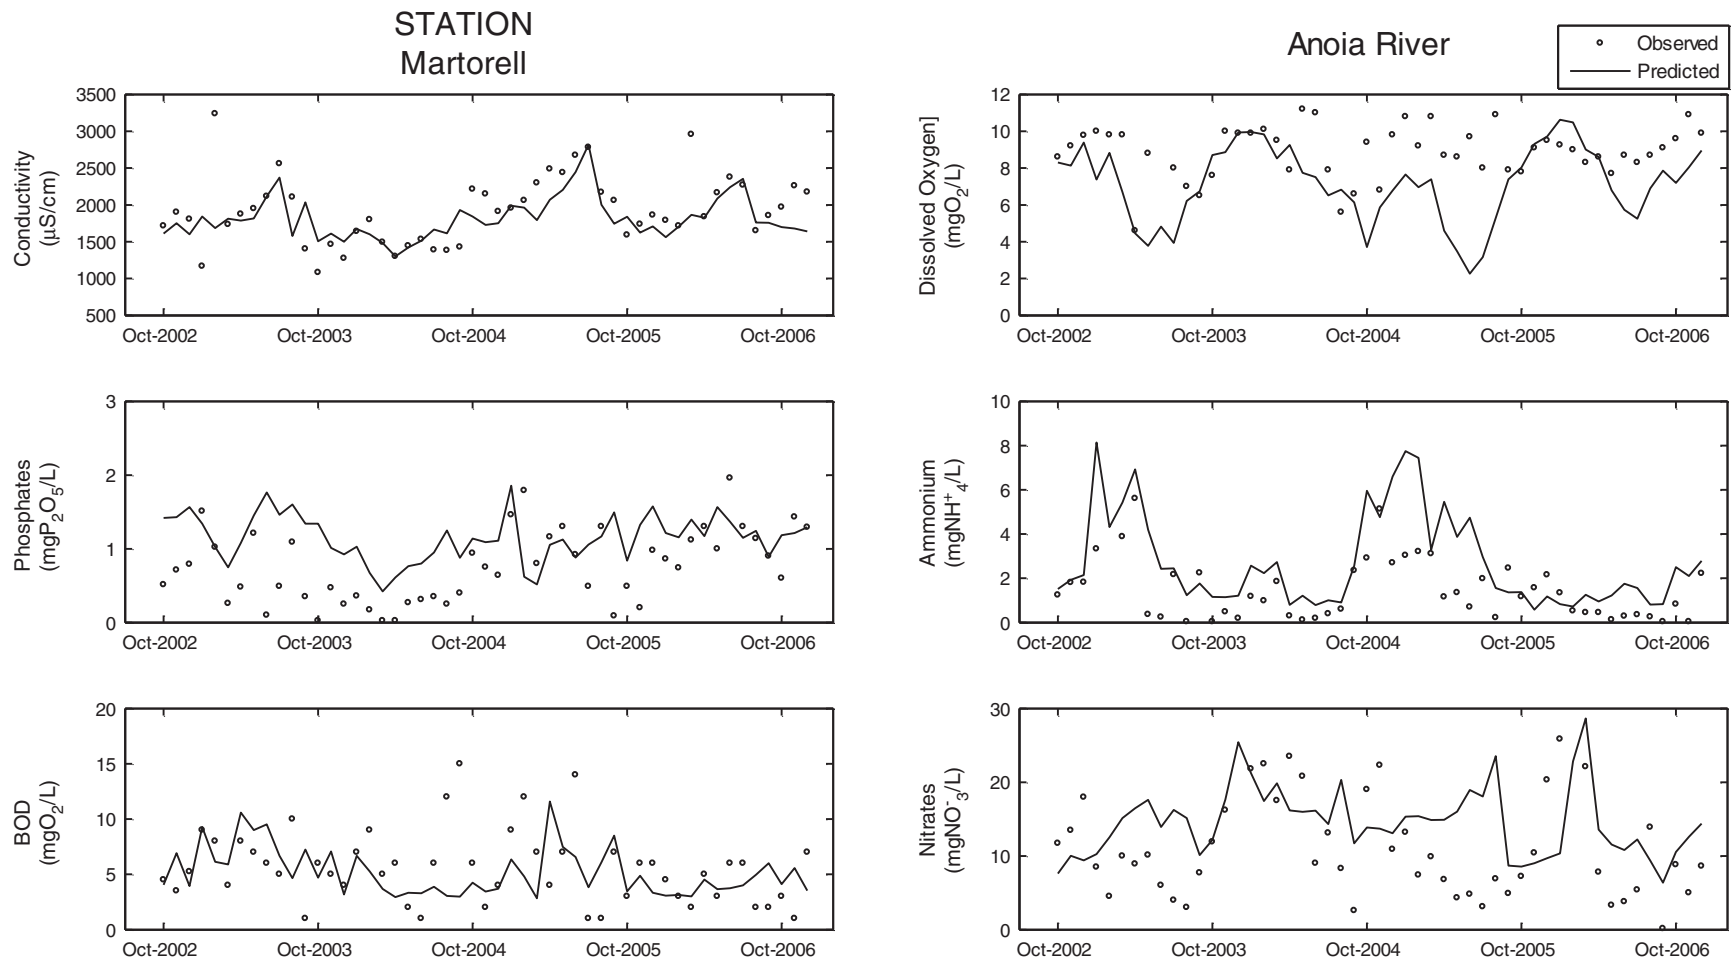 STATION
Martorell
Anoia River
Observed
Predicted
Conductivity
(µS/cm)
3500
3000
2500
2000
1500
1000
500
Oct-2002
Oct-2003
Oct-2004
Oct-2005
Oct-2006
Dissolved Oxygen]
(mgO2/L)
12
10
8
6
4
2
0
Oct-2002
Oct-2003
Oct-2004
Oct-2005
Oct-2006
Phosphates
(mgP2O5/L)
3
2
1
0
Oct-2002
Oct-2003
Oct-2004
Oct-2005
Oct-2006
Ammonium
(mgNH+4/L)
10
8
6
4
2
0
Oct-2002
Oct-2003
Oct-2004
Oct-2005
Oct-2006
BOD
(mgO2/L)
20
15
10
5
0
Oct-2002
Oct-2003
Oct-2004
Oct-2005
Oct-2006
Nitrates
(mgNO-3/L)
30
20
10
0
Oct-2002
Oct-2003
Oct-2004
Oct-2005
Oct-2006